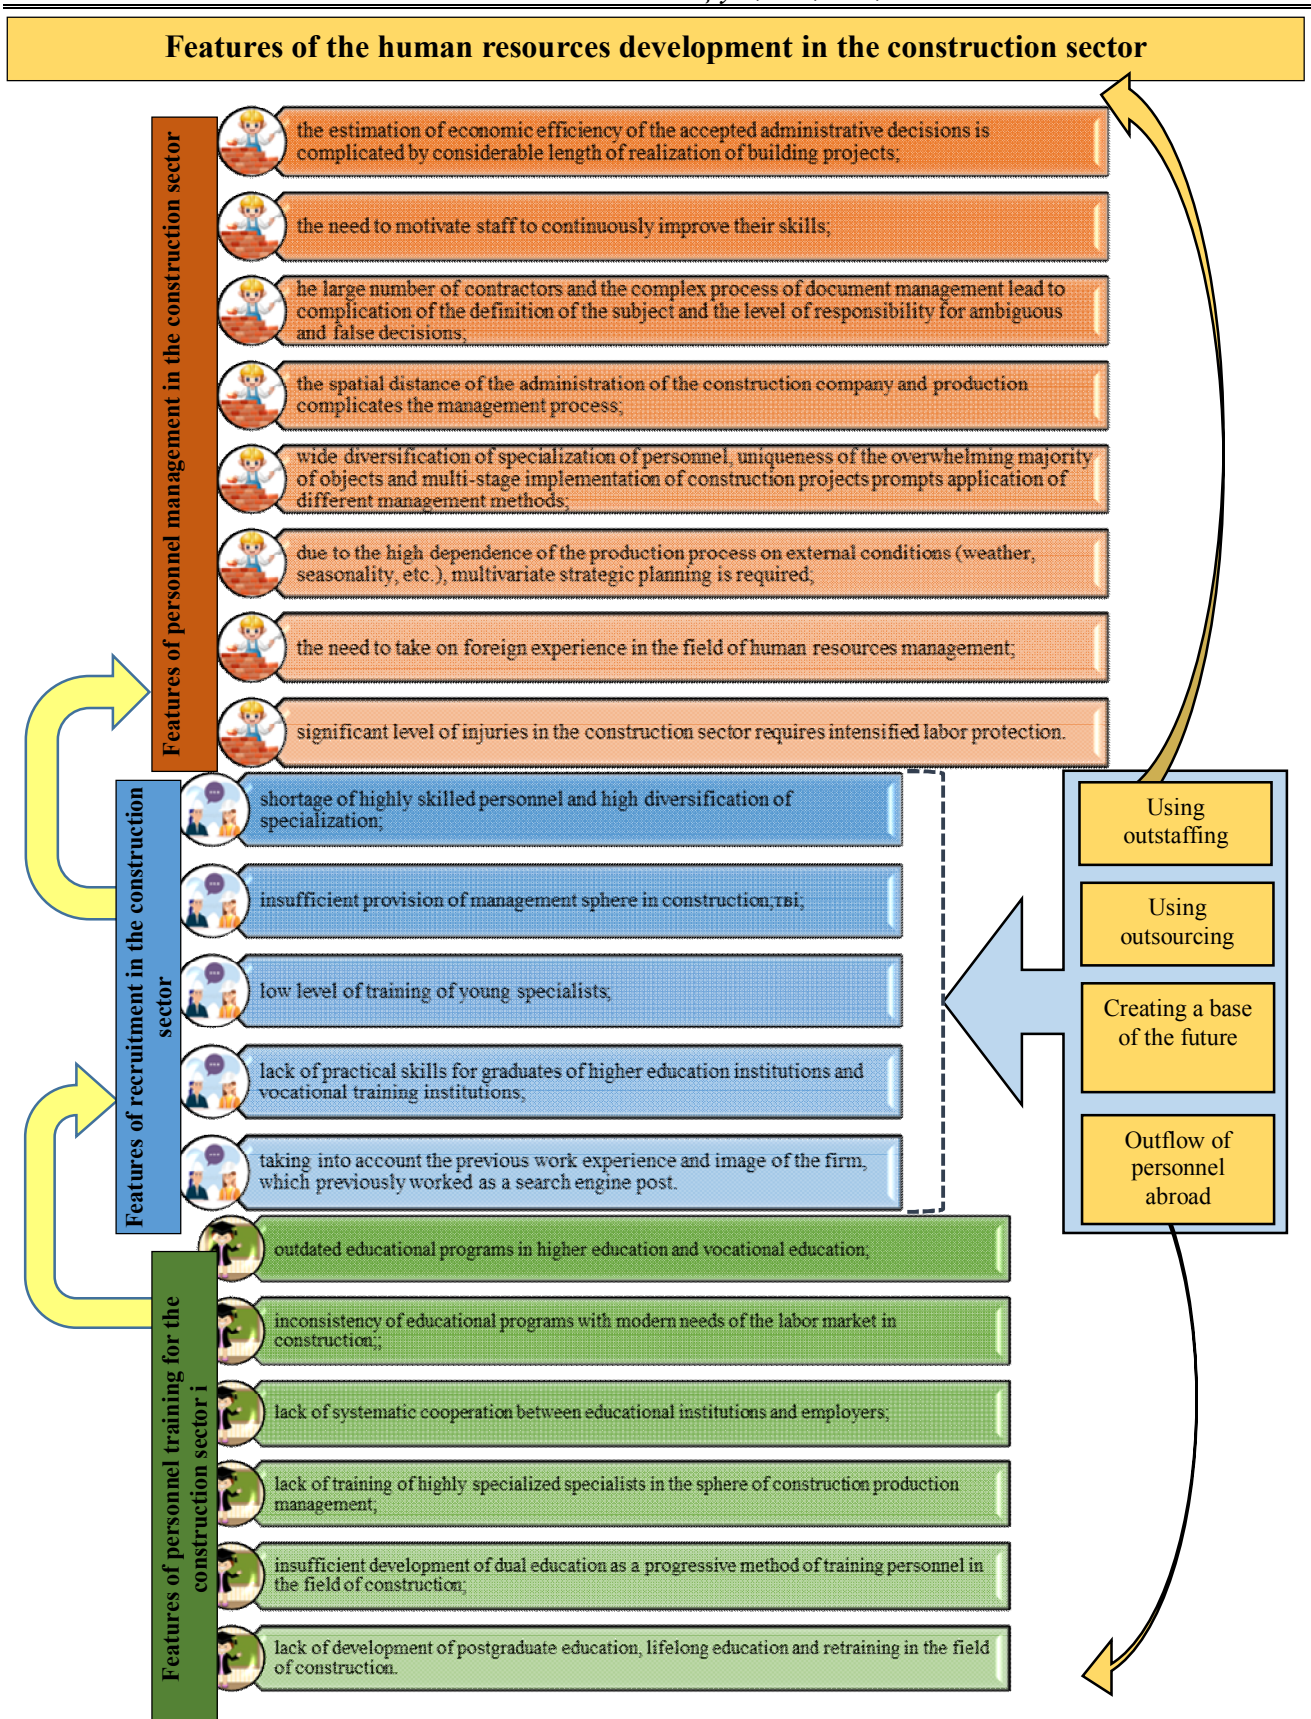 Features of the human resources development in the construction sector
Features of personnel management in the construction sector
the estimation of economic efficiency of the accepted administrative decisions is
complicated by considerable length of realization of building projects;
the need to motivate staff to continuously improve their skills;
he large number of contractors and the complex process of document management lead to
complication of the definition of the subject and the level of responsibility for ambiguous
and false decisions;
the spatial distance of the administration of the construction company and production
complicates the management process;
wide diversification of specialization of personnel, uniqueness of the overwhelming majority
of objects and multi-stage implementation of construction projects prompts application of
different management methods;
due to the high dependence of the production process on external conditions (weather,
seasonality, etc.), multivariate strategic planning is required;
the need to take on foreign experience in the field of human resources management;
significant level of injuries in the construction sector requires intensified labor protection.
Features of recruitment in the construction
sector
shortage of highly skilled personnel and high diversification of
specialization;
insufficient provision of management sphere in construction;тві;
low level of training of young specialists;
lack of practical skills for graduates of higher education institutions and
vocational training institutions;
taking into account the previous work experience and image of the firm,
which previously worked as a search engine post.
Using
outstaffing
Using
outsourcing
Creating a base
of the future
Outflow of
personnel
abroad
Features of personnel training for the
construction sector i
outdated educational programs in higher education and vocational education;
inconsistency of educational programs with modern needs of the labor market in
construction;;
lack of systematic cooperation between educational institutions and employers;
lack of training of highly specialized specialists in the sphere of construction production
management;
insufficient development of dual education as a progressive method of training personnel in
the field of construction;
lack of development of postgraduate education, lifelong education and retraining in the field
of construction.